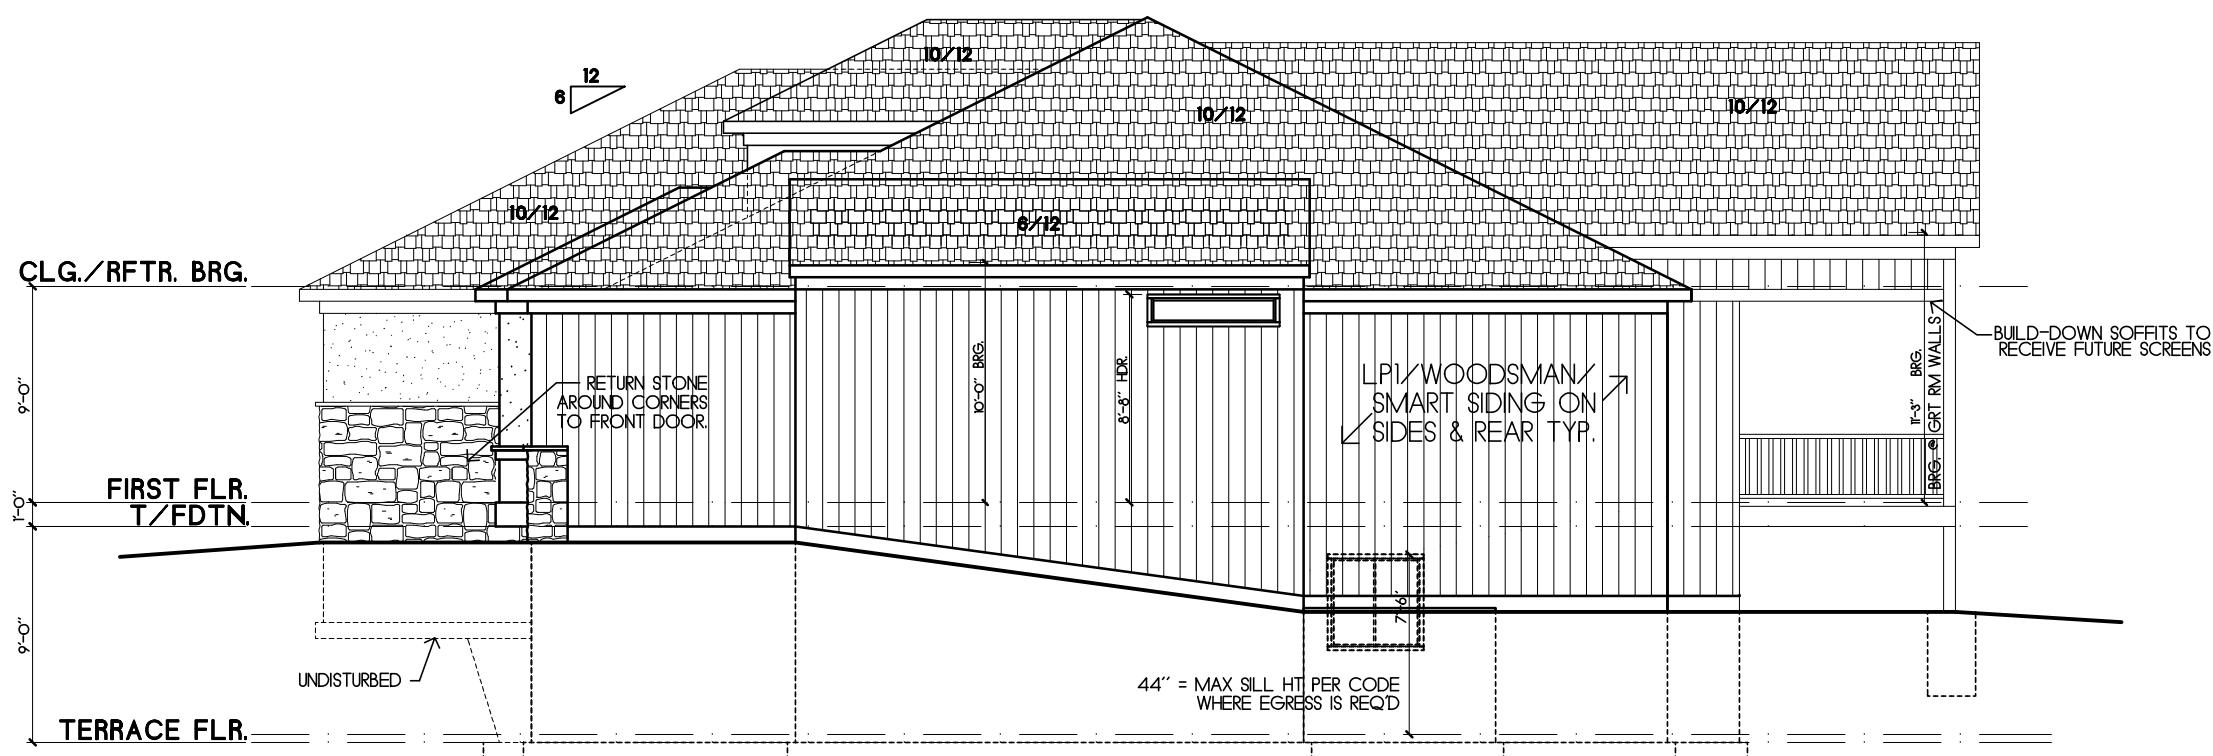 10/12
12
6
10/12
10/12
10/12
6/12
CLG./RFTR. BRG.
BUILD-DOWN SOFFITS TO
RECEIVE FUTURE SCREENS
9'-0"
RETURN STONE
AROUND CORNERS
TO FRONT DOOR.
10'-0" BRG.
8'-8" HDR.
LP1/WOODSMAN/
SMART SIDING ON
SIDES & REAR TYP.
11'-3" BRG.
BRG. @ GRT RM WALLS
FIRST FLR.
1'-0"
T/FDTN.
9'-0"
7'-6"
UNDISTURBED
44" = MAX SILL HT PER CODE
WHERE EGRESS IS REQ'D
TERRACE FLR.